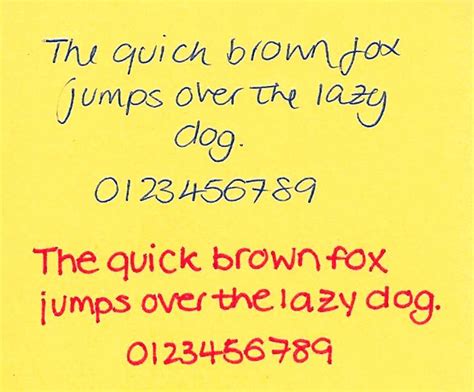 The quick brown fox
jumps over the lazy
dog.
0123456789
The quick brown fox
jumps over the lazy dog.
0123456789